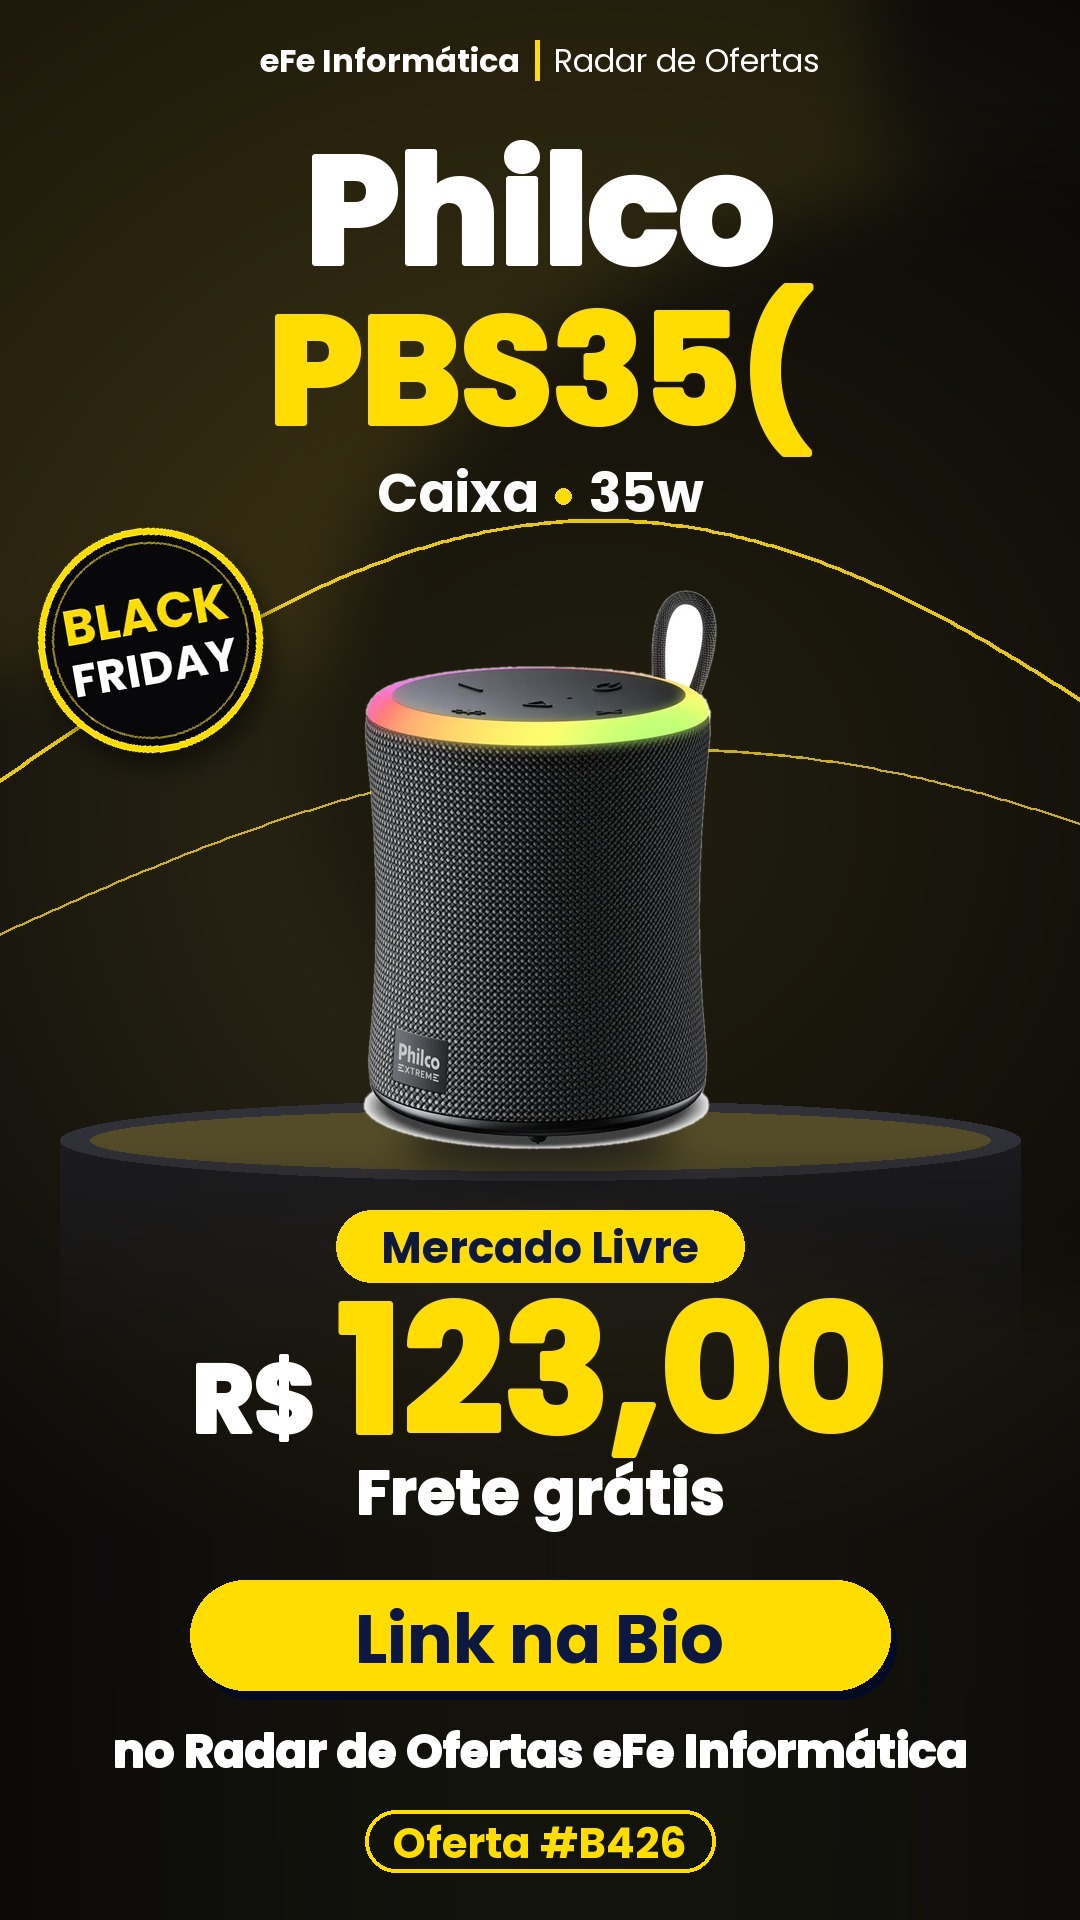 eFe Informática | Radar de Ofertas
Philco
PBS35(
Caixa • 35w
BLACK
FRIDAY
Philco
EXTREME
Mercado Livre
R$ 123,00
Frete grátis
Link na Bio
no Radar de Ofertas eFe Informática
Oferta #B426